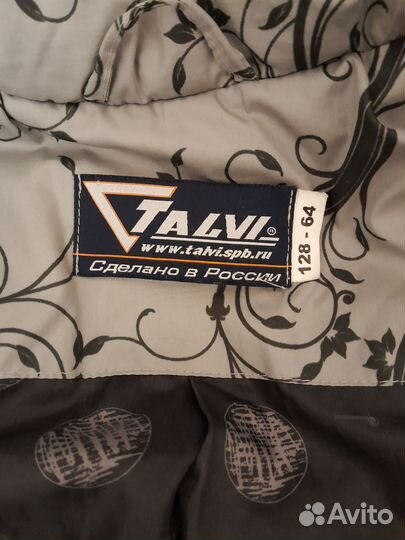 TALVI®
www.talvi.spb.ru
Сделано в России
128 - 64
Avito